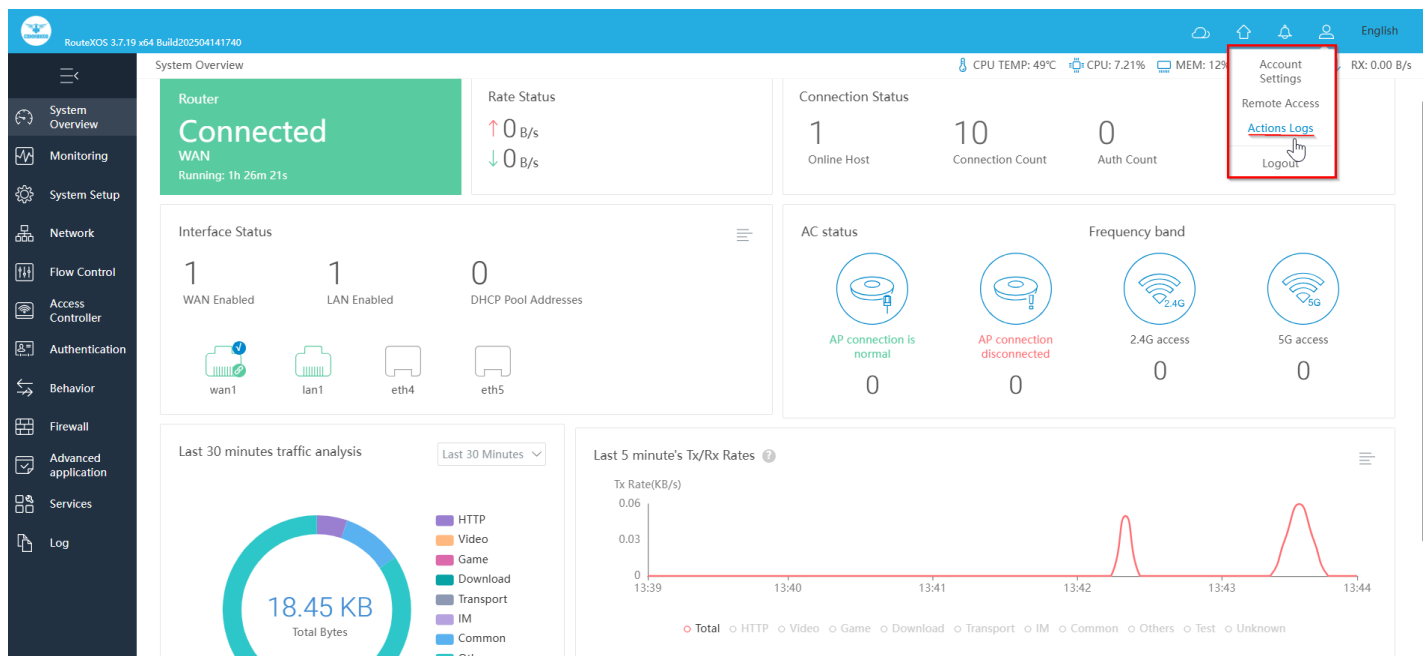 RouteXOS 3.7.19 x64 Build202504141740
English
System Overview
CPU TEMP: 49℃
CPU: 7.21%
MEM: 12%
RX: 0.00 B/s
Account
Settings
Remote Access
Actions Logs
Logout
System
Overview
Monitoring
System Setup
Network
Flow Control
Access
Controller
Authentication
Behavior
Firewall
Advanced
application
Services
Log
Router
Connected
WAN
Running: 1h 26m 21s
Rate Status
↑ 0 B/s
↓ 0 B/s
Connection Status
1
Online Host
10
Connection Count
0
Auth Count
Interface Status
1
WAN Enabled
1
LAN Enabled
0
DHCP Pool Addresses
wan1
lan1
eth4
eth5
AC status
Frequency band
2.4G
5G
AP connection is
normal
0
AP connection
disconnected
0
2.4G access
0
5G access
0
Last 30 minutes traffic analysis
Last 30 Minutes
18.45 KB
Total Bytes
HTTP
Video
Game
Download
Transport
IM
Common
Last 5 minute's Tx/Rx Rates ?
Tx Rate(KB/s)
0.06
0.03
0
13:39 13:40 13:41 13:42 13:43 13:44
Total HTTP Video Game Download Transport IM Common Others Test Unknown